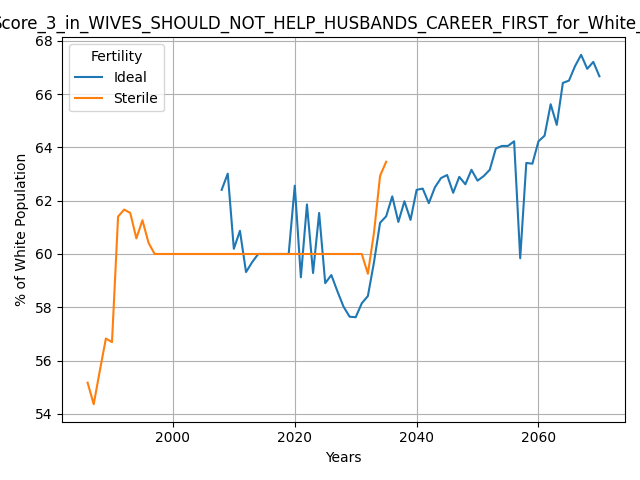 Score_3_in_WIVES_SHOULD_NOT_HELP_HUSBANDS_CAREER_FIRST_for_White_
68
66
64
62
60
58
56
54
% of White Population
Fertility
Ideal
Sterile
2000 2020 2040 2060
Years